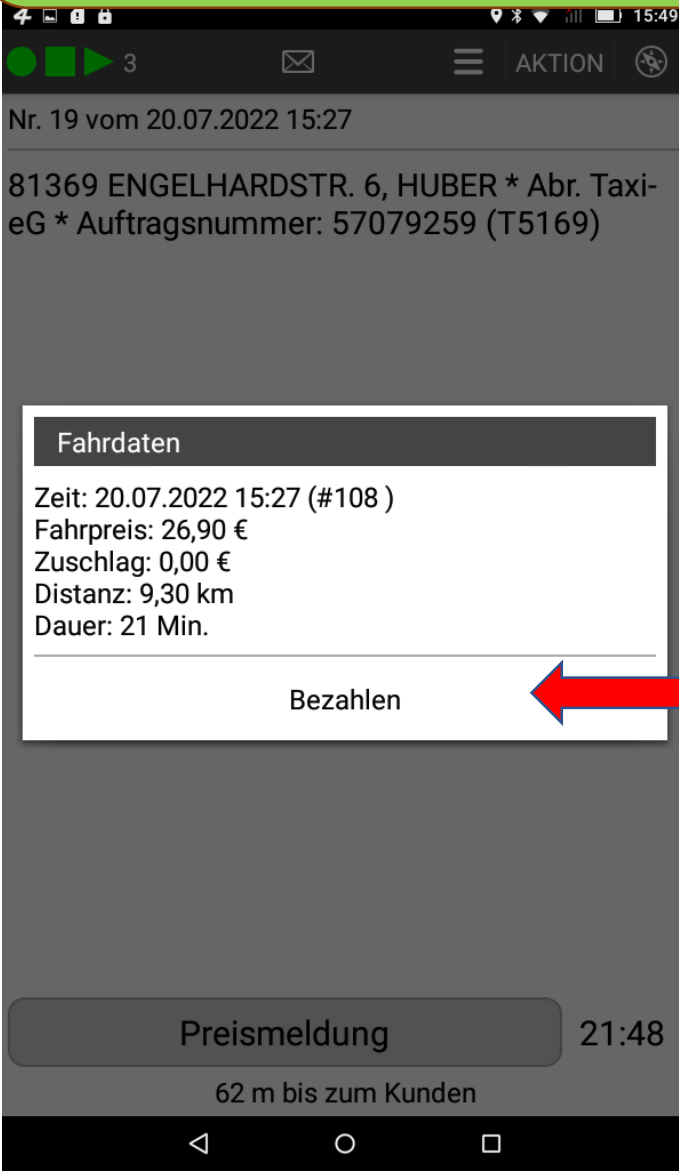 15:49
3
AKTION
Nr. 19 vom 20.07.2022 15:27
81369 ENGELHARDSTR. 6, HUBER * Abr. Taxi-
eG * Auftragsnummer: 57079259 (T5169)
Fahrdaten
Zeit: 20.07.2022 15:27 (#108 )
Fahrpreis: 26,90 €
Zuschlag: 0,00 €
Distanz: 9,30 km
Dauer: 21 Min.
Bezahlen
Preismeldung 21:48
62 m bis zum Kunden